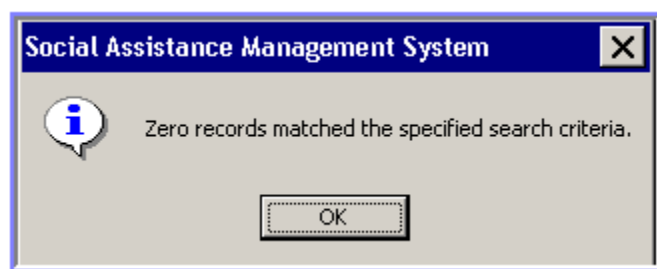 Social Assistance Management System
Zero records matched the specified search criteria.
OK